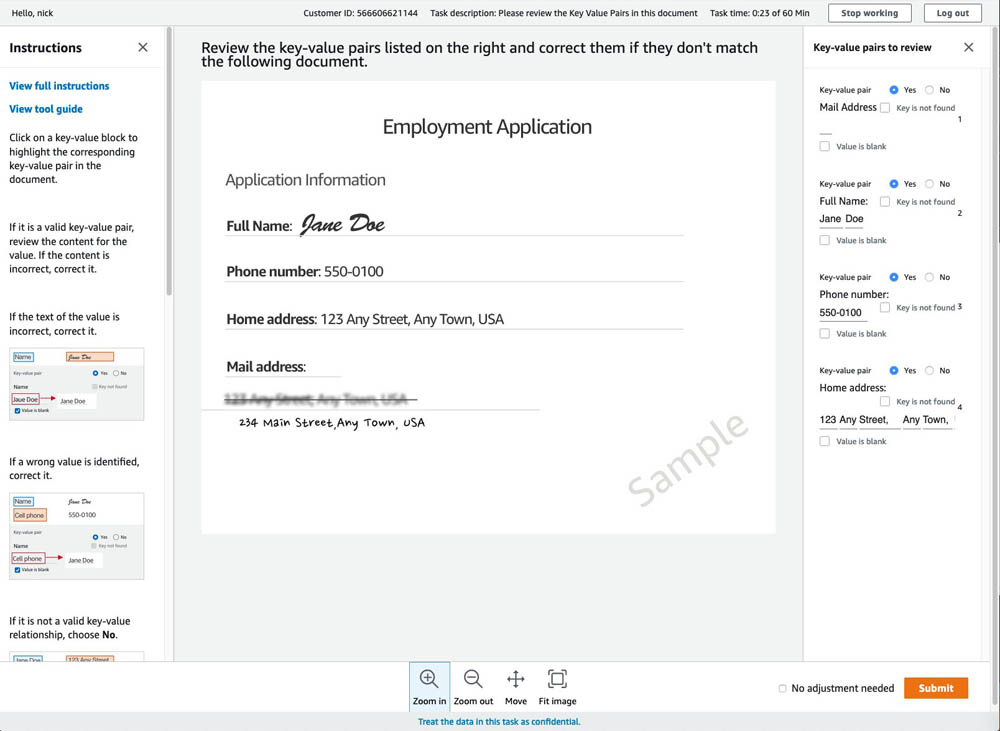 Hello, nick
Customer ID: 566606621144 Task description: Please review the Key Value Pairs in this document Task time: 0:23 of 60 Min Stop working Log out
Instructions
View full instructions
View tool guide
Click on a key-value block to
highlight the corresponding
key-value pair in the
document.
If it is a valid key-value pair,
review the content for the
value. If the content is
incorrect, correct it.
If the text of the value is
incorrect, correct it.
Name Jane Doe
Key-value pair Yes No
Name Key not found
Jaue Doe Jane Doe
Value is blank
If a wrong value is identified,
correct it.
Name Jane Doe
Cell phone 550-0100
Key-value pair Yes No
Name Key not found
Cell phone Jane Doe
Value is blank
If it is not a valid key-value
relationship, choose No.
Jane Doe 123 Any Street
Review the key-value pairs listed on the right and correct them if they don't match
the following document.
Employment Application
Application Information
Full Name: Jane Doe
Phone number: 550-0100
Home address: 123 Any Street, Any Town, USA
Mail address:
123 Any Street, Any Town, USA
234 Main Street,Any Town, USA
Sample
Key-value pairs to review
Key-value pair Yes No
Mail Address Key is not found
1
Value is blank
Key-value pair Yes No
Full Name: Key is not found
2
Jane Doe
Value is blank
Key-value pair Yes No
Phone number:
Key is not found 3
550-0100
Value is blank
Key-value pair Yes No
Home address:
Key is not found 4
123 Any Street, Any Town,
Value is blank
Zoom in Zoom out Move Fit image
No adjustment needed Submit
Treat the data in this task as confidential.